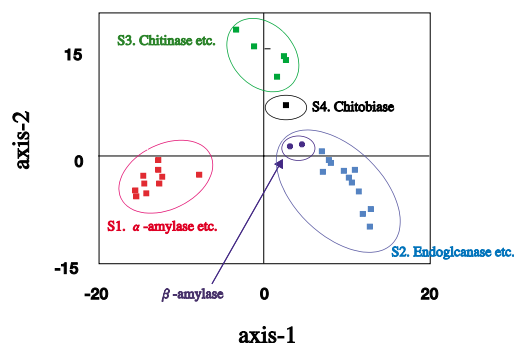 15
S3. Chitinase etc.
S4. Chitobiase
axis-2
0
S1. α -amylase etc.
S2. Endoglcanase etc.
-15
β -amylase
-20
0
20
axis-1